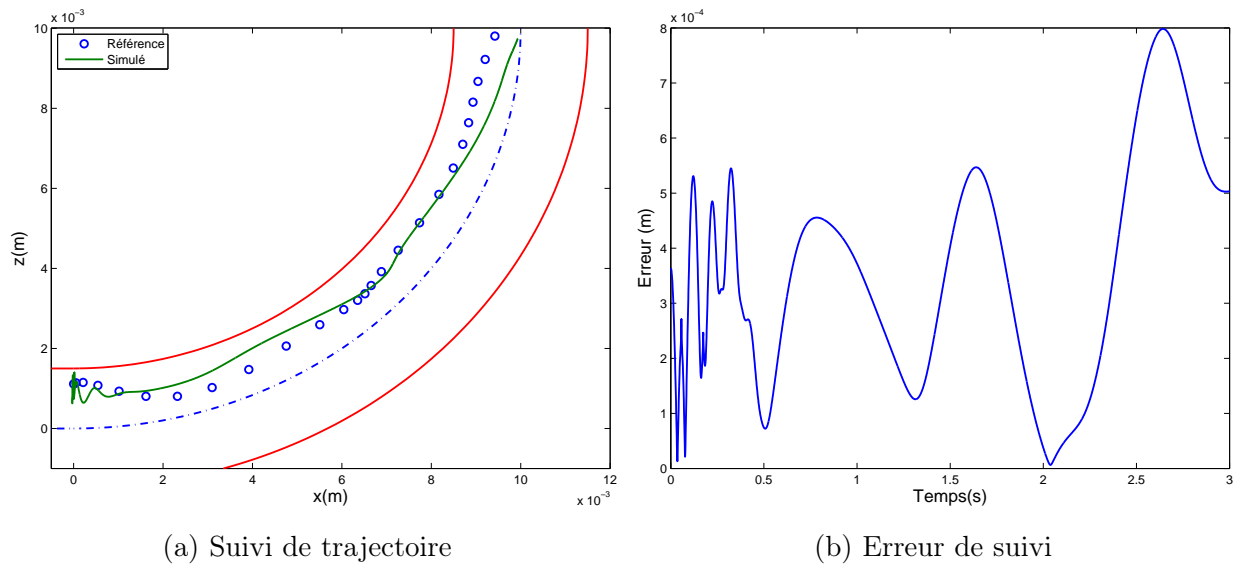 x 10⁻³
10
8
6
4
2
0
z(m)
Référence
Simulé
0
2
4
6
8
10
12
x 10⁻³
x(m)
(a) Suivi de trajectoire
x 10⁻⁴
8
7
6
5
4
3
2
1
0
Erreur (m)
0
0.5
1
1.5
2
2.5
3
Temps(s)
(b) Erreur de suivi